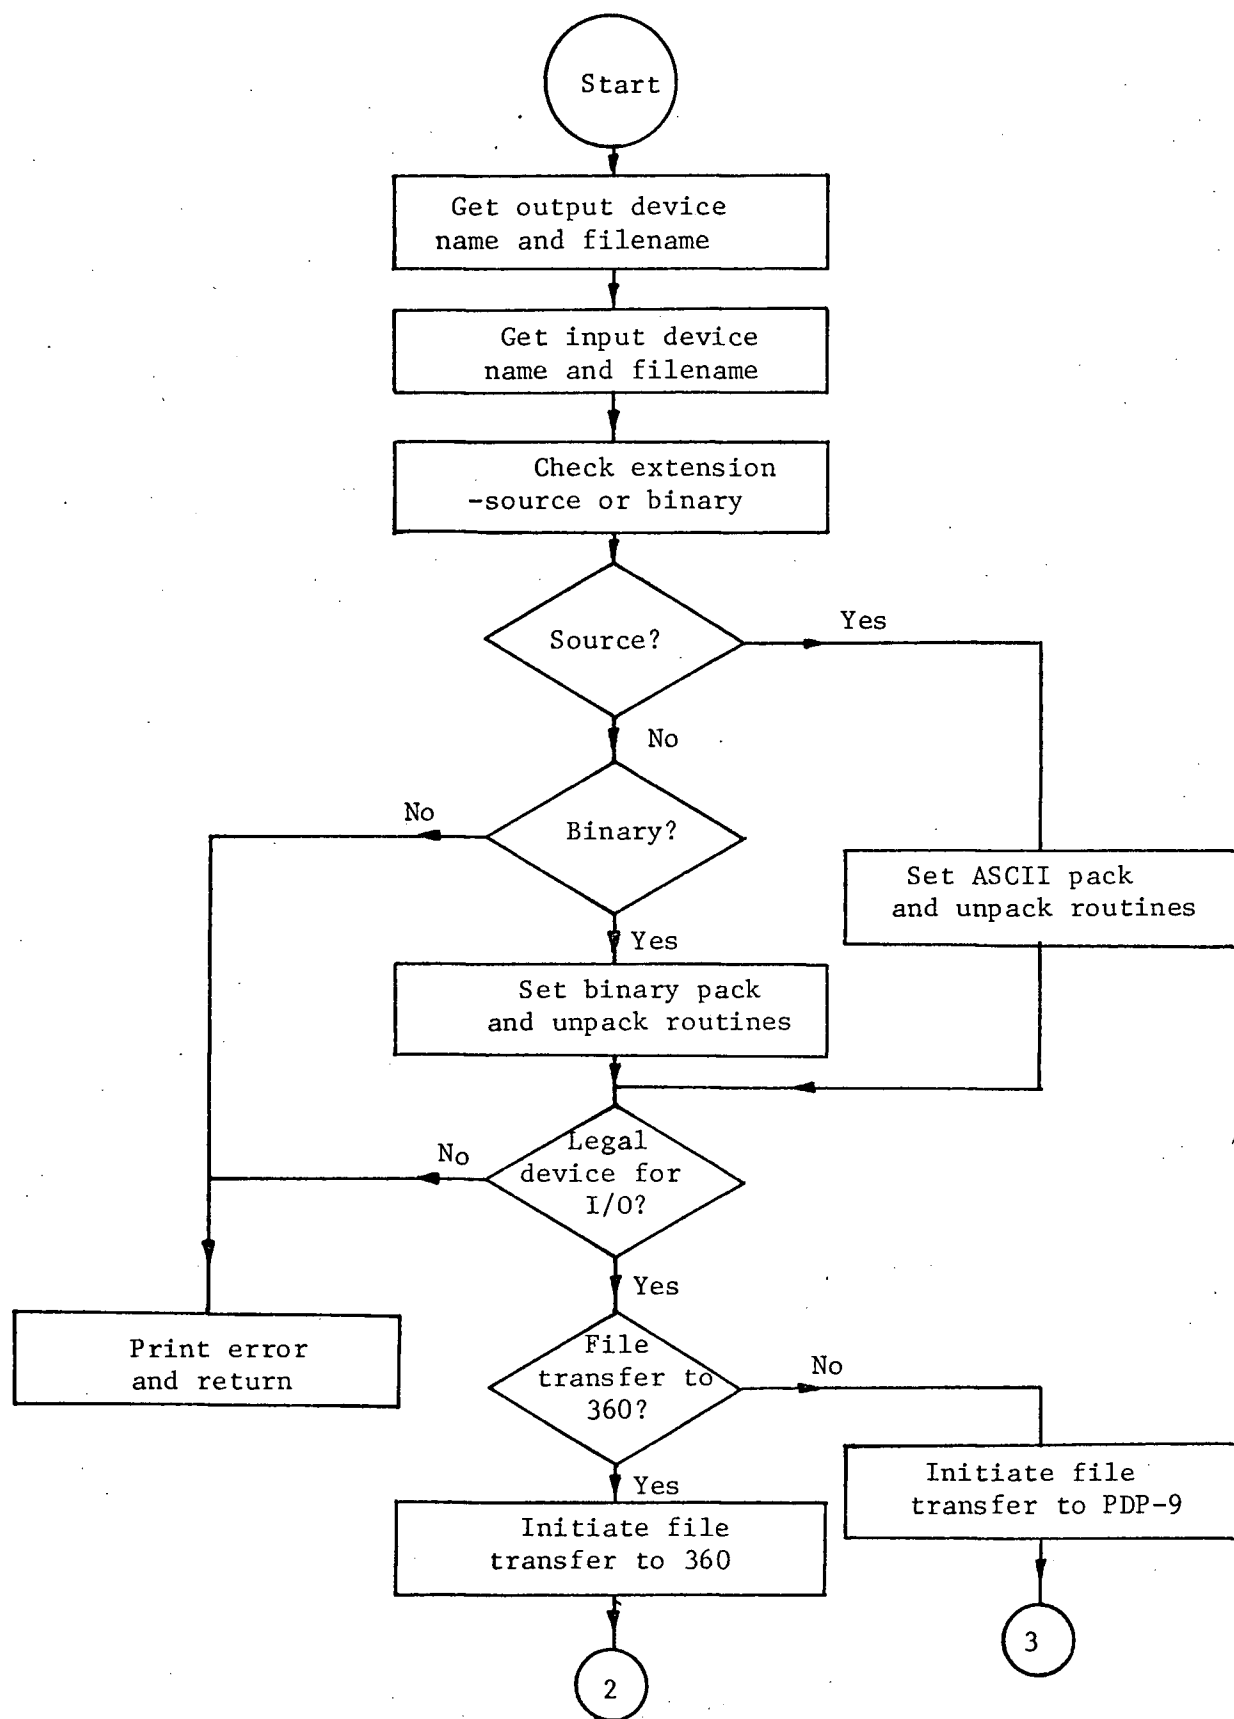 Start
Get output device
name and filename
Get input device
name and filename
Check extension
-source or binary
Source?
Yes
No
Binary?
No
Set ASCII pack
and unpack routines
Yes
Set binary pack
and unpack routines
Legal
device for
I/O?
No
Yes
Print error
and return
File
transfer to
360?
No
Yes
Initiate file
transfer to PDP-9
Initiate file
transfer to 360
3
2